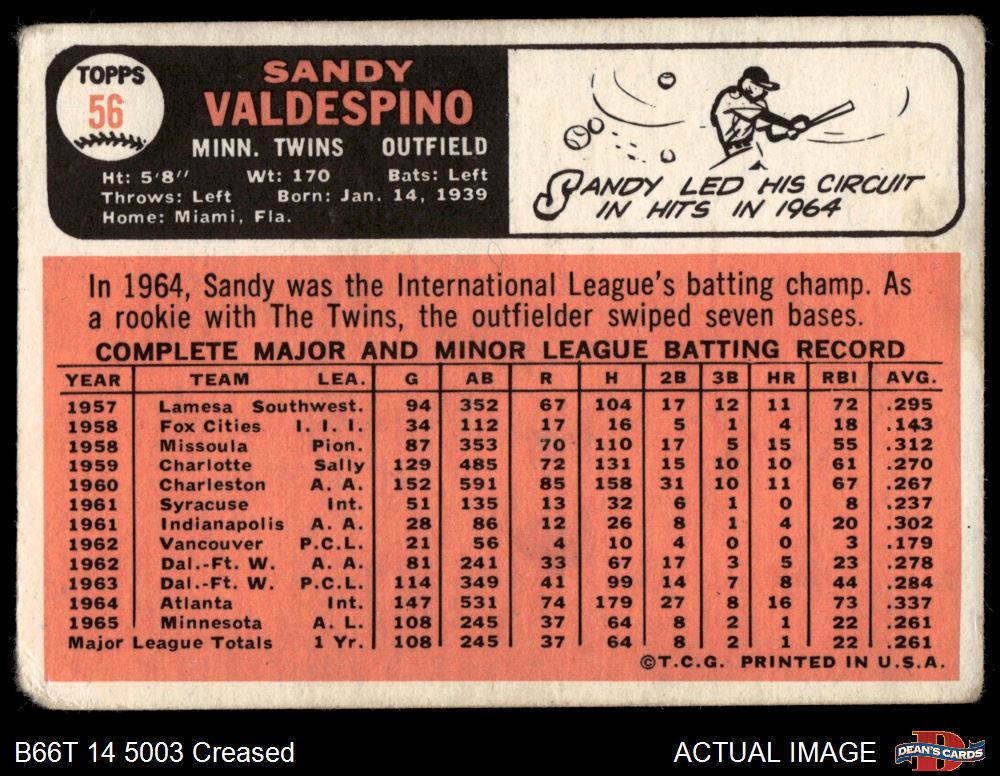 TOPPS
56
SANDY
VALDESPINO
MINN. TWINS OUTFIELD
Ht: 5'8" Wt: 170 Bats: Left
Throws: Left Born: Jan. 14, 1939
Home: Miami, Fla.
SANDY LED HIS CIRCUIT
IN HITS IN 1964
In 1964, Sandy was the International League's batting champ. As
a rookie with The Twins, the outfielder swiped seven bases.
COMPLETE MAJOR AND MINOR LEAGUE BATTING RECORD
YEAR TEAM LEA. G AB R H 2B 3B HR RBI AVG.
1957 Lamesa Southwest. 94 352 67 104 17 12 11 72 .295
1958 Fox Cities I. I. I. 34 112 17 16 5 1 4 18 .143
1958 Missoula Pion. 87 353 70 110 17 5 15 55 .312
1959 Charlotte Sally 129 485 72 131 15 10 10 61 .270
1960 Charleston A. A. 152 591 85 158 31 10 11 67 .267
1961 Syracuse Int. 51 135 13 32 6 1 0 8 .237
1961 Indianapolis A. A. 28 86 12 26 8 1 4 20 .302
1962 Vancouver P.C.L. 21 56 4 10 4 0 0 3 .179
1962 Dal.-Ft. W. A. A. 81 241 33 67 17 3 5 23 .278
1963 Dal.-Ft. W. P.C.L. 114 349 41 99 14 7 8 44 .284
1964 Atlanta Int. 147 531 74 179 27 8 16 73 .337
1965 Minnesota A. L. 108 245 37 64 8 2 1 22 .261
Major League Totals 1 Yr. 108 245 37 64 8 2 1 22 .261
©T.C.G. PRINTED IN U.S.A.
B66T 14 5003 Creased
ACTUAL IMAGE
D
DEAN'S CARDS